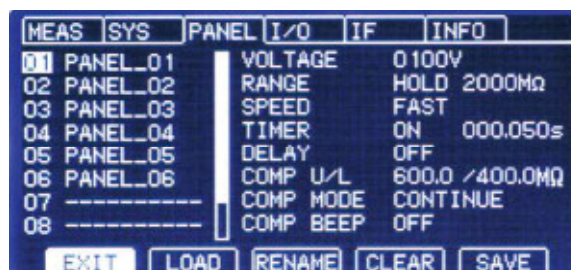 MEAS SYS PANEL I/O IF INFO
01 PANEL_01 VOLTAGE 0100V
02 PANEL_02 RANGE HOLD 2000MΩ
03 PANEL_03 SPEED FAST
04 PANEL_04 TIMER ON 000.050s
05 PANEL_05 DELAY OFF
06 PANEL_06 COMP U/L 600.0 /400.0MΩ
07 ---------- COMP MODE CONTINUE
08 ---------- COMP BEEP OFF
EXIT LOAD RENAME CLEAR SAVE